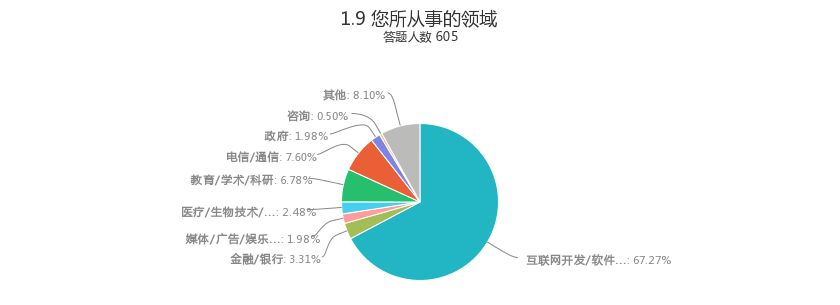 1.9 您所从事的领域
答题人数 605
其他: 8.10%
咨询: 0.50%
政府: 1.98%
电信/通信: 7.60%
教育/学术/科研: 6.78%
医疗/生物技术/...: 2.48%
媒体/广告/娱乐...: 1.98%
金融/银行: 3.31%
互联网开发/软件...: 67.27%